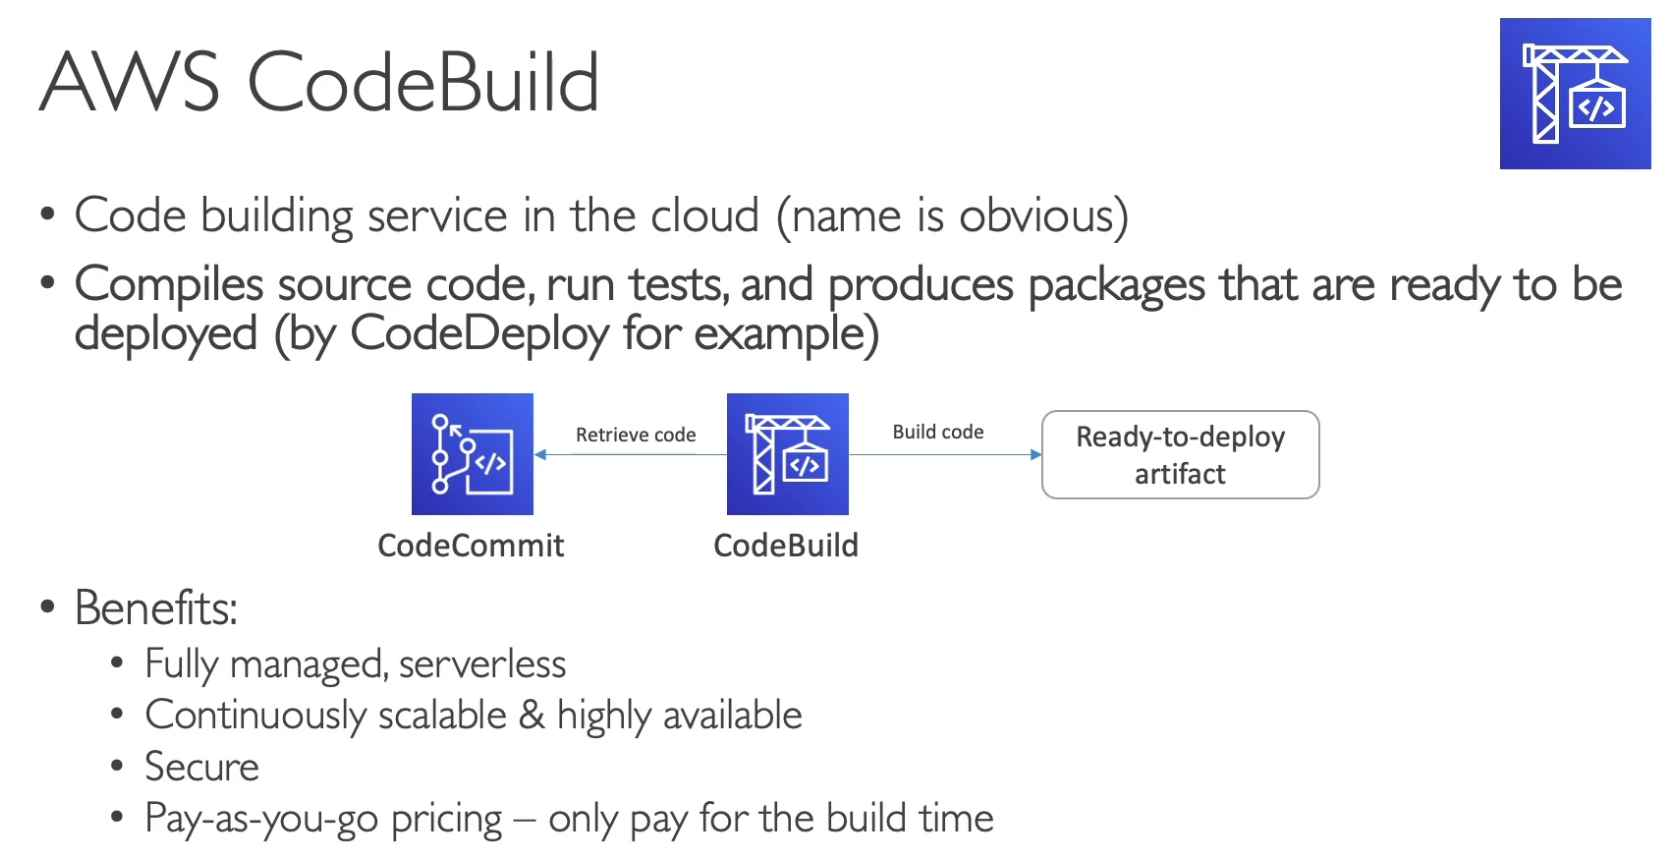 AWS CodeBuild
• Code building service in the cloud (name is obvious)
• Compiles source code, run tests, and produces packages that are ready to be
deployed (by CodeDeploy for example)
</>
Retrieve code
Build code
Ready-to-deploy
artifact
</>
</>
CodeCommit
CodeBuild
• Benefits:
• Fully managed, serverless
• Continuously scalable & highly available
• Secure
• Pay-as-you-go pricing – only pay for the build time